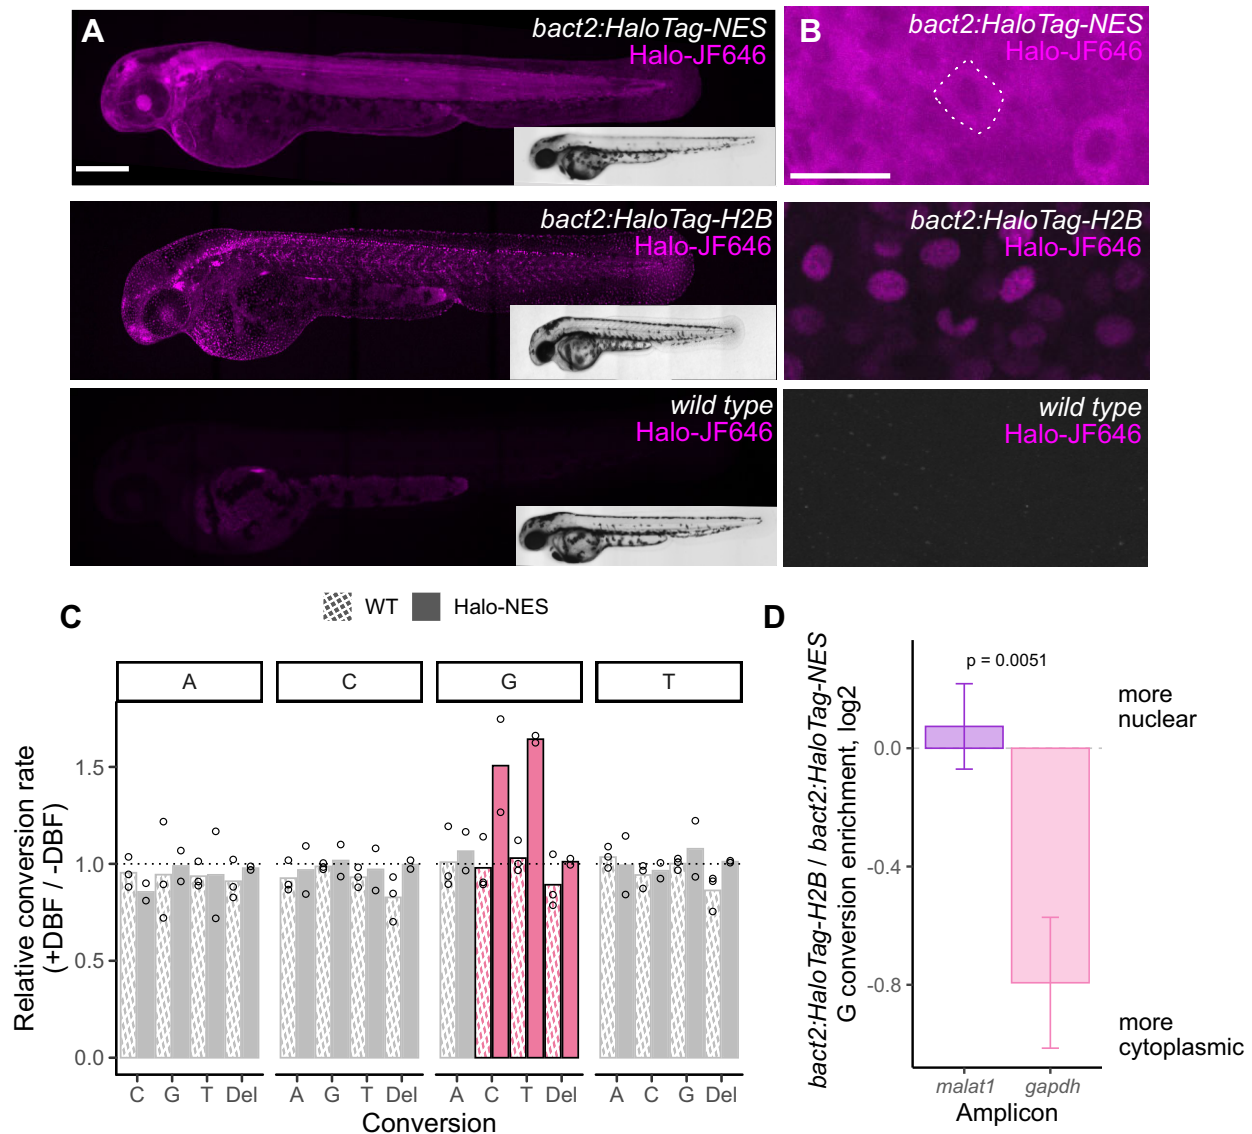 A
bact2:HaloTag-NES
Halo-JF646
B
bact2:HaloTag-NES
Halo-JF646
bact2:HaloTag-H2B
Halo-JF646
bact2:HaloTag-H2B
Halo-JF646
wild type
Halo-JF646
wild type
Halo-JF646
C
WT
Halo-NES
A
C
G
T
Relative conversion rate
(+DBF / -DBF)
1.5
1.0
0.5
0.0
C G T Del
A G T Del
A C T Del
A C G Del
Conversion
D
bact2:HaloTag-H2B / bact2:HaloTag-NES
G conversion enrichment, log2
p = 0.0051
0.0
-0.4
-0.8
more
nuclear
more
cytoplasmic
malat1
gapdh
Amplicon